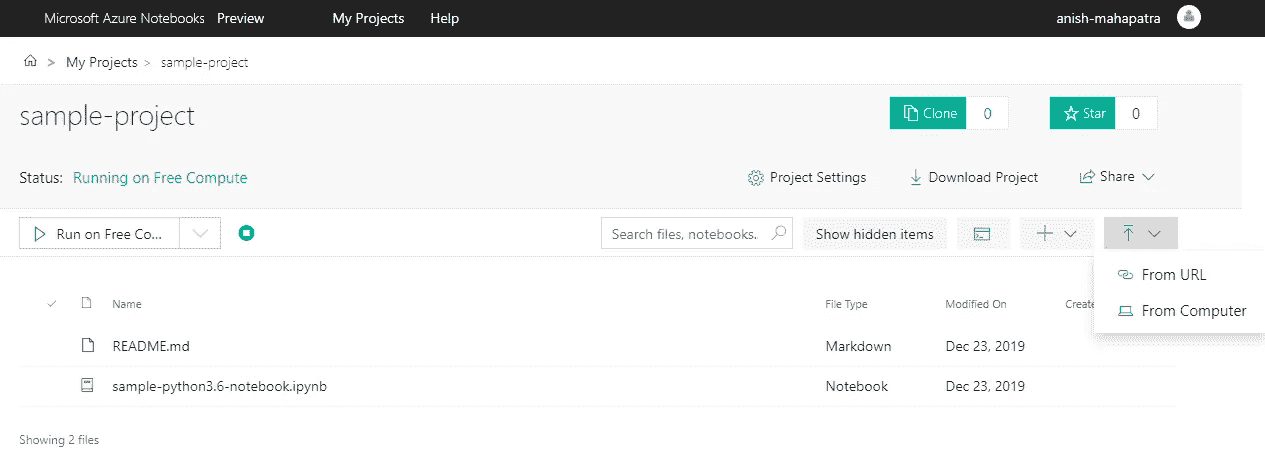 Microsoft Azure Notebooks Preview My Projects Help anish-mahapatra
> My Projects > sample-project
sample-project
Clone 0 Star 0
Status: Running on Free Compute
Project Settings Download Project Share
Run on Free Co... Search files, notebooks.. Show hidden items
From URL
From Computer
Name File Type Modified On Create
README.md Markdown Dec 23, 2019
sample-python3.6-notebook.ipynb Notebook Dec 23, 2019
Showing 2 files